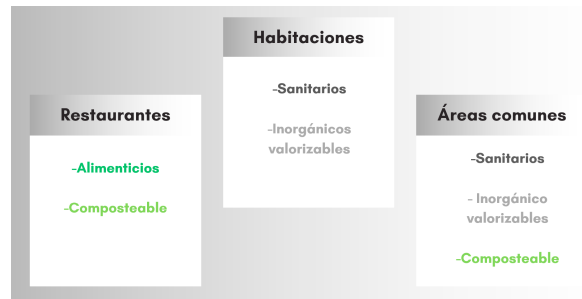 Restaurantes
-Alimenticios
-Composteable
Habitaciones
-Sanitarios
-Inorgánicos
valorizables
Áreas comunes
-Sanitarios
- Inorgánico
valorizables
-Composteable